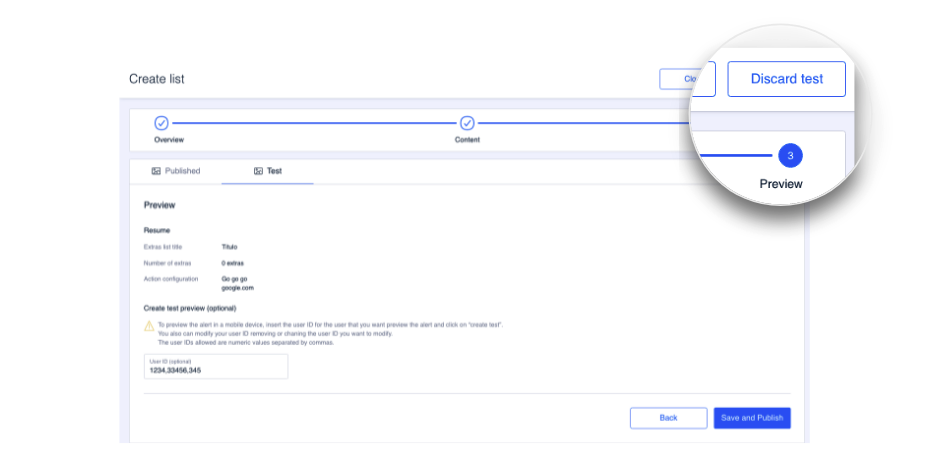 Create list
Discard test
Overview
Content
3
Preview
Published
Test
Preview
Resume
Extras list title Título
Number of extras 0 extras
Action configuration Go go go
google.com
Create test preview (optional)
To preview the alert in a mobile device, insert the user ID for the user that you want preview the alert and click on "create test".
You also can modify your user ID removing or chaning the user ID you want to modify.
The user IDs allowed are numeric values separated by commas.
User ID (optional)
1234,33456,345
Back
Save and Publish